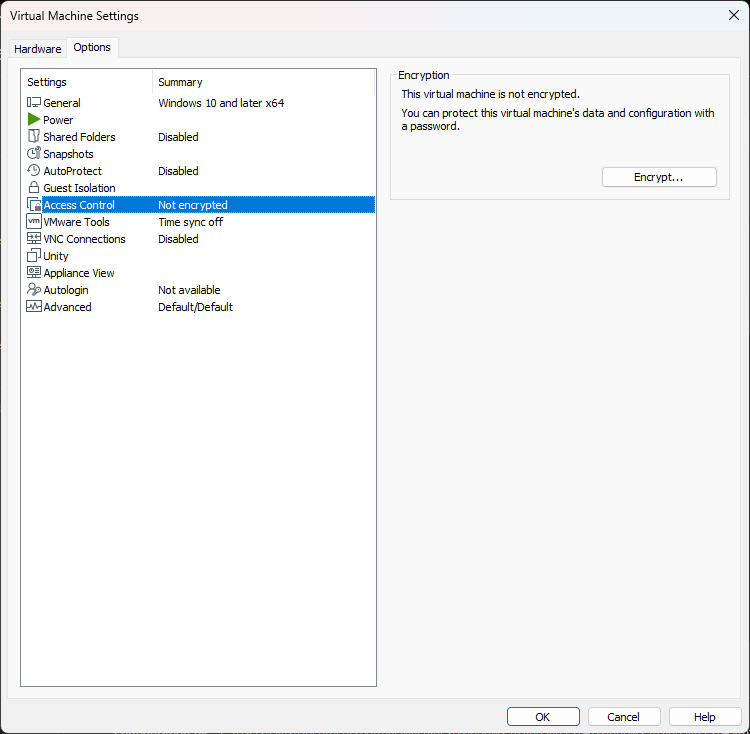 Virtual Machine Settings
Hardware
Options
Settings Summary
General Windows 10 and later x64
Power
Shared Folders Disabled
Snapshots
AutoProtect Disabled
Guest Isolation
Access Control Not encrypted
vm VMware Tools Time sync off
VNC Connections Disabled
Unity
Appliance View
Autologin Not available
Advanced Default/Default
Encryption
This virtual machine is not encrypted.
You can protect this virtual machine's data and configuration with
a password.
Encrypt...
OK
Cancel
Help